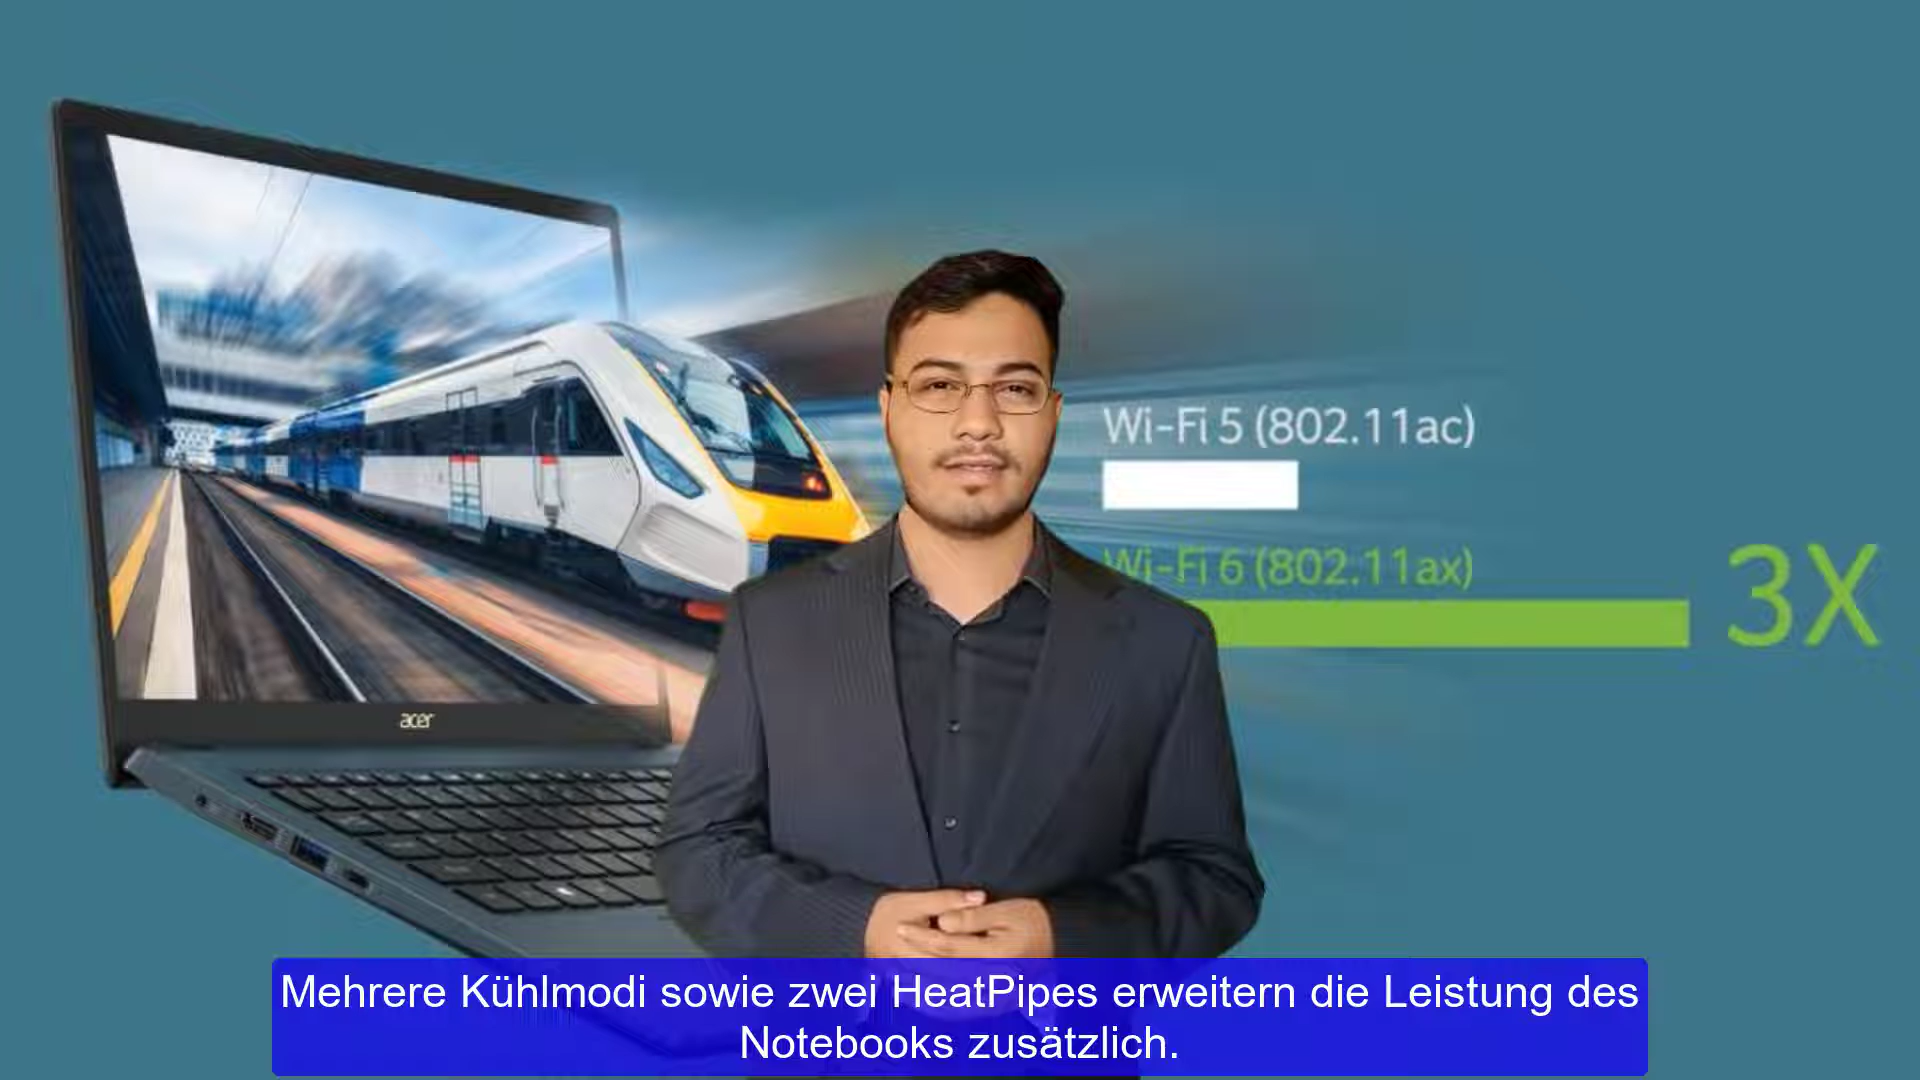 Wi-Fi 5 (802.11ac)
Wi-Fi 6 (802.11ax)
3X
acer
Mehrere Kühlmodi sowie zwei HeatPipes erweitern die Leistung des
Notebooks zusätzlich.